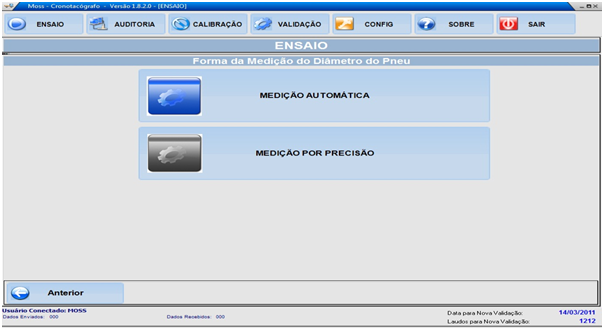 Moss - Cronotacógrafo - Versão 1.8.2.0 - [ENSAIO]
ENSAIO AUDITORIA CALIBRAÇÃO VALIDAÇÃO CONFIG SOBRE SAIR
ENSAIO
Forma da Medição do Diâmetro do Pneu
MEDIÇÃO AUTOMÁTICA
MEDIÇÃO POR PRECISÃO
Anterior
Usuário Conectado: MOSS
Dados Enviados: 000 Dados Recebidos: 000
Data para Nova Validação: 14/03/2011
Laudos para Nova Validação: 1212